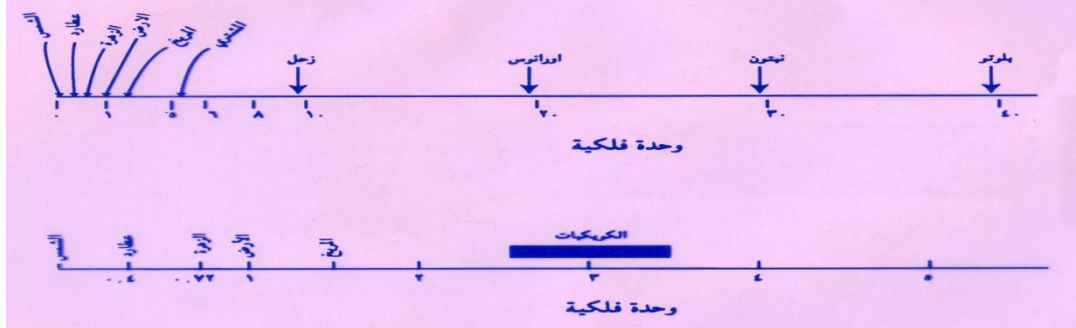 الشمس عطارد الزهرة الارض المريخ المشتري زحل اورانوس نبتون بلوتو
٠ ١ ٥ ٦ ٨ ١٠ ٢٠ ٣٠ ٤٠
وحدة فلكية
الشمس عطارد الزهرة الأرض المريخ الكويكبات
٠.٤ ٠.٧٢ ١ ٢ ٣ ٤ ٥
وحدة فلكية